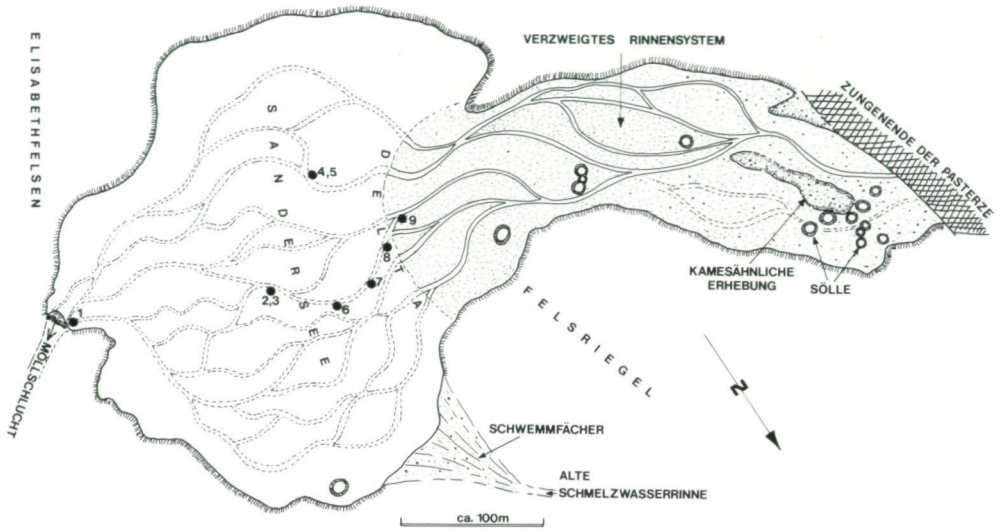 ELISABETHFELSEN
VERZWEIGTES RINNENSYSTEM
ZUNGENENDE DER PASTERZE
SANDERSEE
DELTA
4,5
9
8
7
2,3
6
1
KAMESÄHNLICHE
ERHEBUNG
SÖLLE
FELSRIEGEL
MÖLLSCHLUCHT
N
SCHWEMMFÄCHER
ALTE
SCHMELZWASSERRINNE
ca. 100m